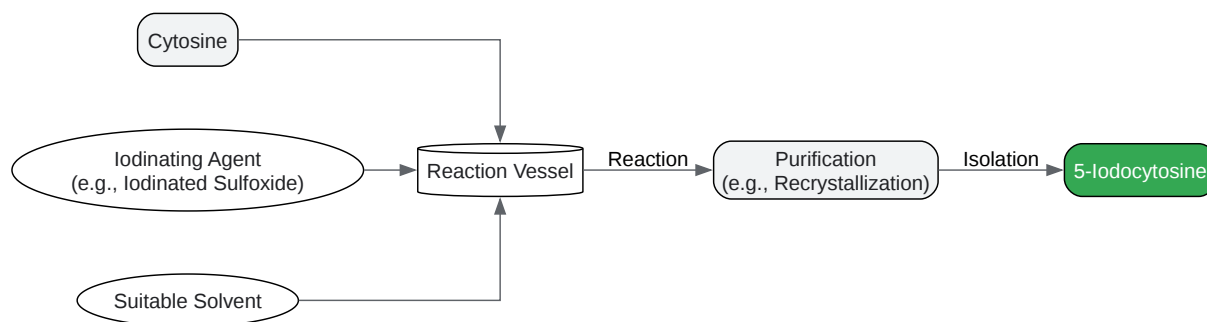 Cytosine
Iodinating Agent
(e.g., Iodinated Sulfoxide)
Reaction Vessel
Reaction
Purification
(e.g., Recrystallization)
Isolation
5-Iodocytosine
Suitable Solvent